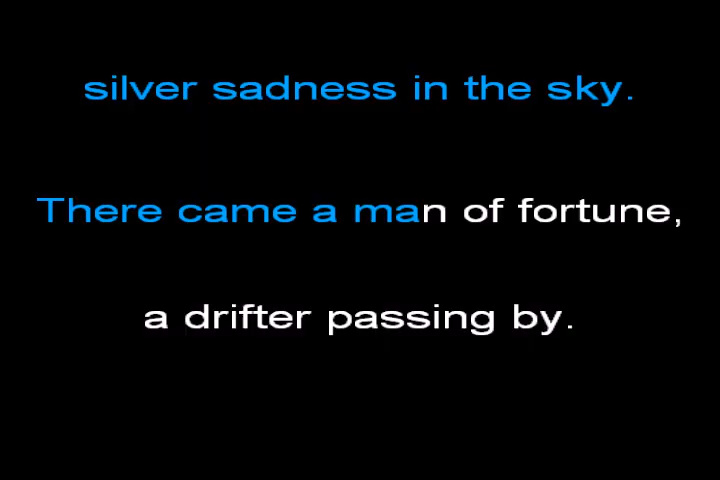 silver sadness in the sky.
There came a man of fortune,
a drifter passing by.